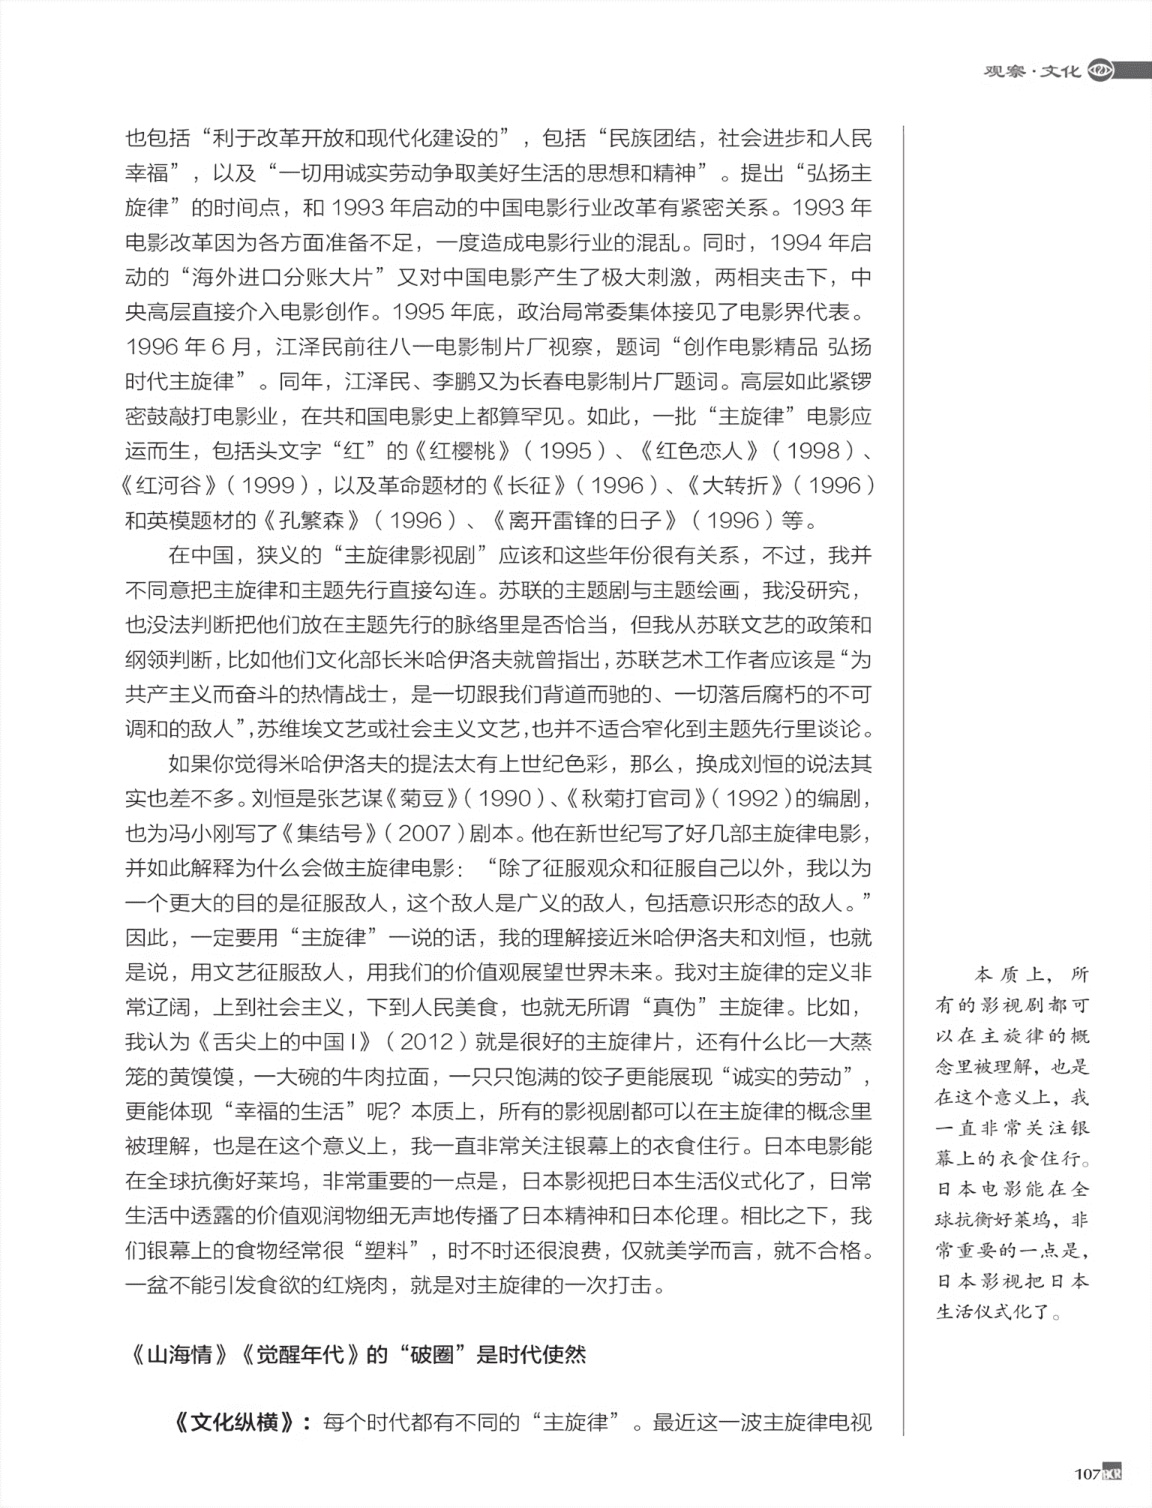 观察·文化
也包括“利于改革开放和现代化建设的”，包括“民族团结，社会进步和人民
幸福”，以及“一切用诚实劳动争取美好生活的思想和精神”。提出“弘扬主
旋律”的时间点，和 1993 年启动的中国电影行业改革有紧密关系。1993 年
电影改革因为各方面准备不足，一度造成电影行业的混乱。同时，1994 年启
动的“海外进口分账大片”又对中国电影产生了极大刺激，两相夹击下，中
央高层直接介入电影创作。1995 年底，政治局常委集体接见了电影界代表。
1996 年 6 月，江泽民前往八一电影制片厂视察，题词“创作电影精品 弘扬
时代主旋律”。同年，江泽民、李鹏又为长春电影制片厂题词。高层如此紧锣
密鼓敲打电影业，在共和国电影史上都算罕见。如此，一批“主旋律”电影应
运而生，包括头文字“红”的《红樱桃》（1995）、《红色恋人》（1998）、
《红河谷》（1999），以及革命题材的《长征》（1996）、《大转折》（1996）
和英模题材的《孔繁森》（1996）、《离开雷锋的日子》（1996）等。
在中国，狭义的“主旋律影视剧”应该和这些年份很有关系，不过，我并
不同意把主旋律和主题先行直接勾连。苏联的主题剧与主题绘画，我没研究，
也没法判断把他们放在主题先行的脉络里是否恰当，但我从苏联文艺的政策和
纲领判断，比如他们文化部长米哈伊洛夫就曾指出，苏联艺术工作者应该是“为
共产主义而奋斗的热情战士，是一切跟我们背道而驰的、一切落后腐朽的不可
调和的敌人”，苏维埃文艺或社会主义文艺，也并不适合窄化到主题先行里谈论。
如果你觉得米哈伊洛夫的提法太有上世纪色彩，那么，换成刘恒的说法其
实也差不多。刘恒是张艺谋《菊豆》（1990）、《秋菊打官司》（1992）的编剧，
也为冯小刚写了《集结号》（2007）剧本。他在新世纪写了好几部主旋律电影，
并如此解释为什么会做主旋律电影：“除了征服观众和征服自己以外，我以为
一个更大的目的是征服敌人，这个敌人是广义的敌人，包括意识形态的敌人。”
因此，一定要用“主旋律”一说的话，我的理解接近米哈伊洛夫和刘恒，也就
是说，用文艺征服敌人，用我们的价值观展望世界未来。我对主旋律的定义非
常辽阔，上到社会主义，下到人民美食，也就无所谓“真伪”主旋律。比如，
我认为《舌尖上的中国Ⅰ》（2012）就是很好的主旋律片，还有什么比一大蒸
笼的黄馍馍，一大碗的牛肉拉面，一只只饱满的饺子更能展现“诚实的劳动”，
更能体现“幸福的生活”呢？本质上，所有的影视剧都可以在主旋律的概念里
被理解，也是在这个意义上，我一直非常关注银幕上的衣食住行。日本电影能
在全球抗衡好莱坞，非常重要的一点是，日本影视把日本生活仪式化了，日常
生活中透露的价值观润物细无声地传播了日本精神和日本伦理。相比之下，我
们银幕上的食物经常很“塑料”，时不时还很浪费，仅就美学而言，就不合格。
一盆不能引发食欲的红烧肉，就是对主旋律的一次打击。
《山海情》《觉醒年代》的“破圈”是时代使然
《文化纵横》：每个时代都有不同的“主旋律”。最近这一波主旋律电视
本质上，所
有的影视剧都可
以在主旋律的概
念里被理解，也是
在这个意义上，我
一直非常关注银
幕上的衣食住行。
日本电影能在全
球抗衡好莱坞，非
常重要的一点是，
日本影视把日本
生活仪式化了。
107